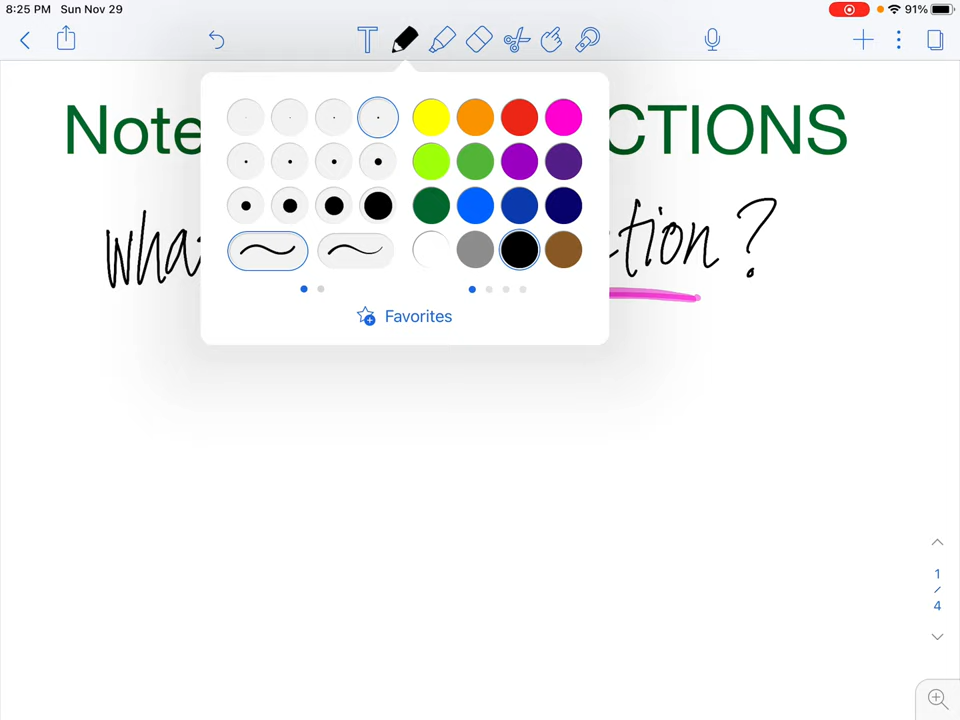 8:25 PM Sun Nov 29 91%
T
Note CTIONS
wha ction ?
Favorites
1
/
4